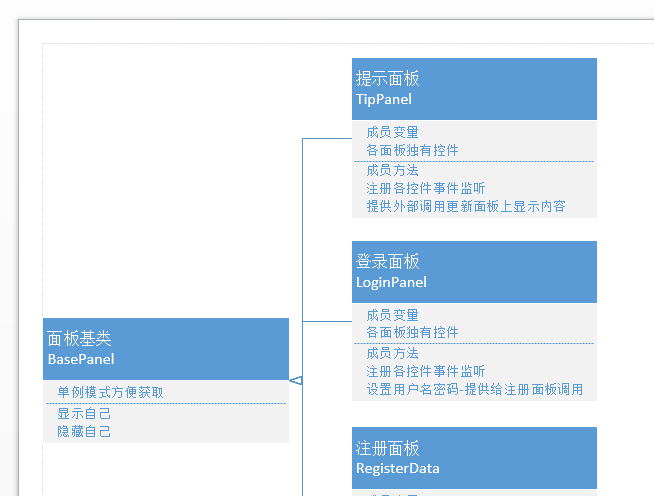 提示面板
TipPanel
成员变量
各面板独有控件
成员方法
注册各控件事件监听
提供外部调用更新面板上显示内容
登录面板
LoginPanel
成员变量
各面板独有控件
成员方法
注册各控件事件监听
设置用户名密码-提供给注册面板调用
面板基类
BasePanel
单例模式方便获取
显示自己
隐藏自己
注册面板
RegisterData